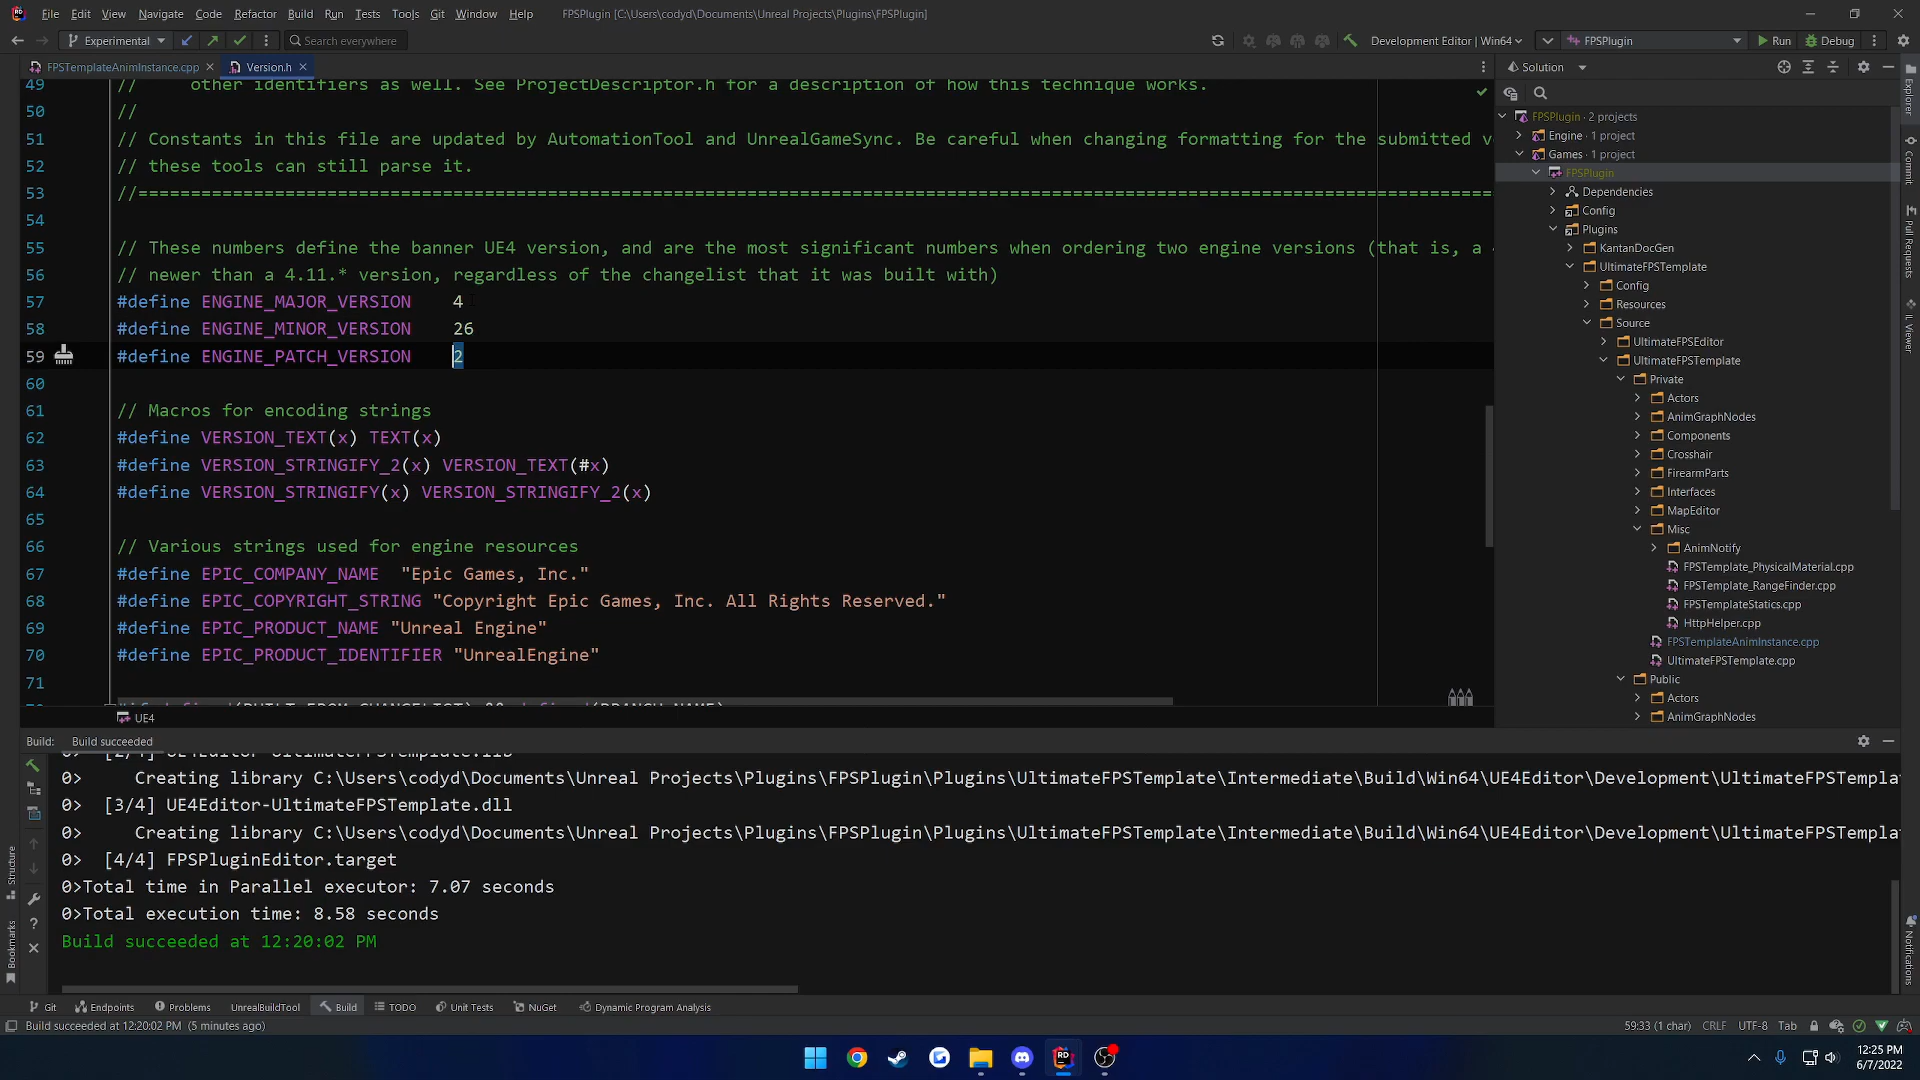 File Edit View Navigate Code Refactor Build Run Tests Tools Git Window Help FPSPlugin [C:\Users\codyd\Documents\Unreal Projects\Plugins\FPSPlugin]
Experimental Search everywhere Development Editor | Win64 FPSPlugin Run Debug
FPSTemplateAnimInstance.cpp Version.h Solution
49 // other identifiers as well. See ProjectDescriptor.h for a description of how this technique works.
50 //
51 // Constants in this file are updated by AutomationTool and UnrealGameSync. Be careful when changing formatting for the submitted ve
52 // these tools can still parse it.
53 //==========
54
55 // These numbers define the banner UE4 version, and are the most significant numbers when ordering two engine versions (that is, a 4
56 // newer than a 4.11.* version, regardless of the changelist that it was built with)
57 #define ENGINE_MAJOR_VERSION 4
58 #define ENGINE_MINOR_VERSION 26
59 #define ENGINE_PATCH_VERSION 2
60
61 // Macros for encoding strings
62 #define VERSION_TEXT(x) TEXT(x)
63 #define VERSION_STRINGIFY_2(x) VERSION_TEXT(#x)
64 #define VERSION_STRINGIFY(x) VERSION_STRINGIFY_2(x)
65
66 // Various strings used for engine resources
67 #define EPIC_COMPANY_NAME "Epic Games, Inc."
68 #define EPIC_COPYRIGHT_STRING "Copyright Epic Games, Inc. All Rights Reserved."
69 #define EPIC_PRODUCT_NAME "Unreal Engine"
70 #define EPIC_PRODUCT_IDENTIFIER "UnrealEngine"
71
UE4
FPSPlugin · 2 projects
Engine · 1 project
Games · 1 project
FPSPlugin
Dependencies
Config
Plugins
KantanDocGen
UltimateFPSTemplate
Config
Resources
Source
UltimateFPSEditor
UltimateFPSTemplate
Private
Actors
AnimGraphNodes
Components
Crosshair
FirearmParts
Interfaces
MapEditor
Misc
AnimNotify
FPSTemplate_PhysicalMaterial.cpp
FPSTemplate_RangeFinder.cpp
FPSTemplateStatics.cpp
HttpHelper.cpp
FPSTemplateAnimInstance.cpp
UltimateFPSTemplate.cpp
Public
Actors
AnimGraphNodes
Explorer
Commit
Pull Requests
IL Viewer
Notifications
Structure
Bookmarks
Build: Build succeeded
0> [2/4] UE4Editor-UltimateFPSTemplate.lib
0> Creating library C:\Users\codyd\Documents\Unreal Projects\Plugins\FPSPlugin\Plugins\UltimateFPSTemplate\Intermediate\Build\Win64\UE4Editor\Development\UltimateFPSTempla
0> [3/4] UE4Editor-UltimateFPSTemplate.dll
0> Creating library C:\Users\codyd\Documents\Unreal Projects\Plugins\FPSPlugin\Plugins\UltimateFPSTemplate\Intermediate\Build\Win64\UE4Editor\Development\UltimateFPSTempla
0> [4/4] FPSPluginEditor.target
0>Total time in Parallel executor: 7.07 seconds
0>Total execution time: 8.58 seconds
Build succeeded at 12:20:02 PM
Git Endpoints Problems UnrealBuildTool Build TODO Unit Tests NuGet Dynamic Program Analysis
Build succeeded at 12:20:02 PM (5 minutes ago) 59:33 (1 char) CRLF UTF-8 Tab
12:25 PM
6/7/2022